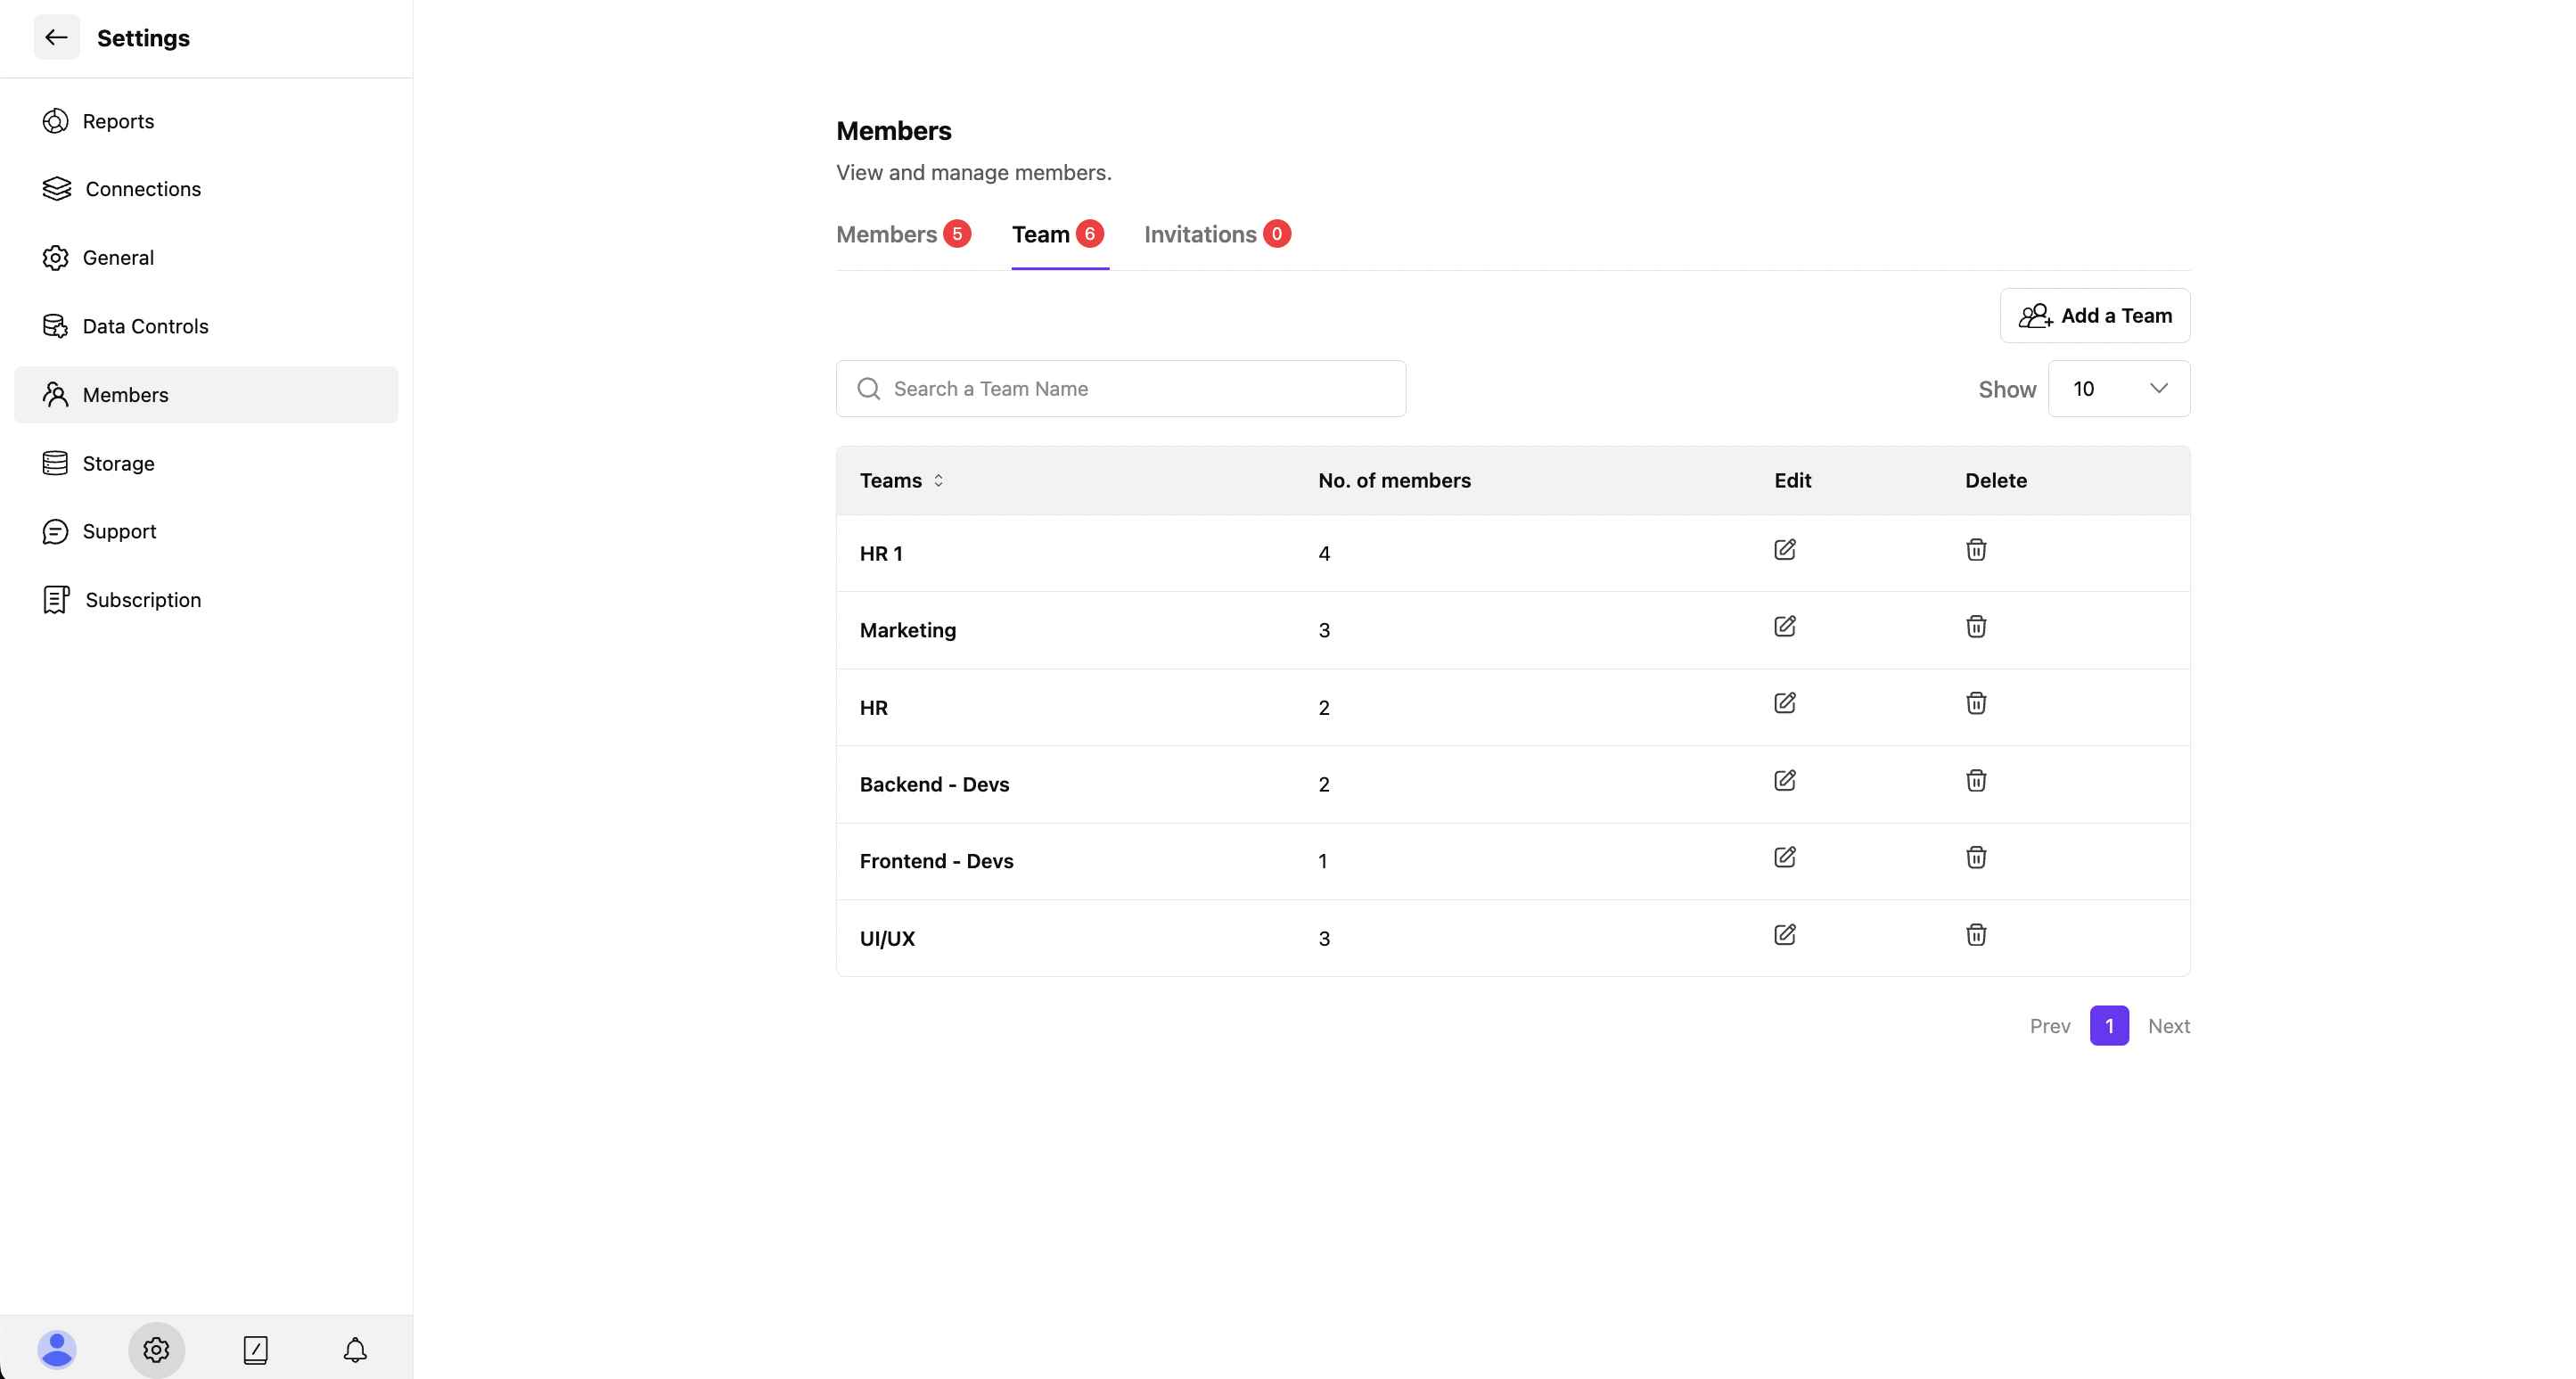 Settings
Reports
Connections
General
Data Controls
Members
Storage
Support
Subscription
Members
View and manage members.
Members 5 Team 6 Invitations 0
Add a Team
Search a Team Name Show 10
Teams No. of members Edit Delete
HR 1 4
Marketing 3
HR 2
Backend - Devs 2
Frontend - Devs 1
UI/UX 3
Prev 1 Next